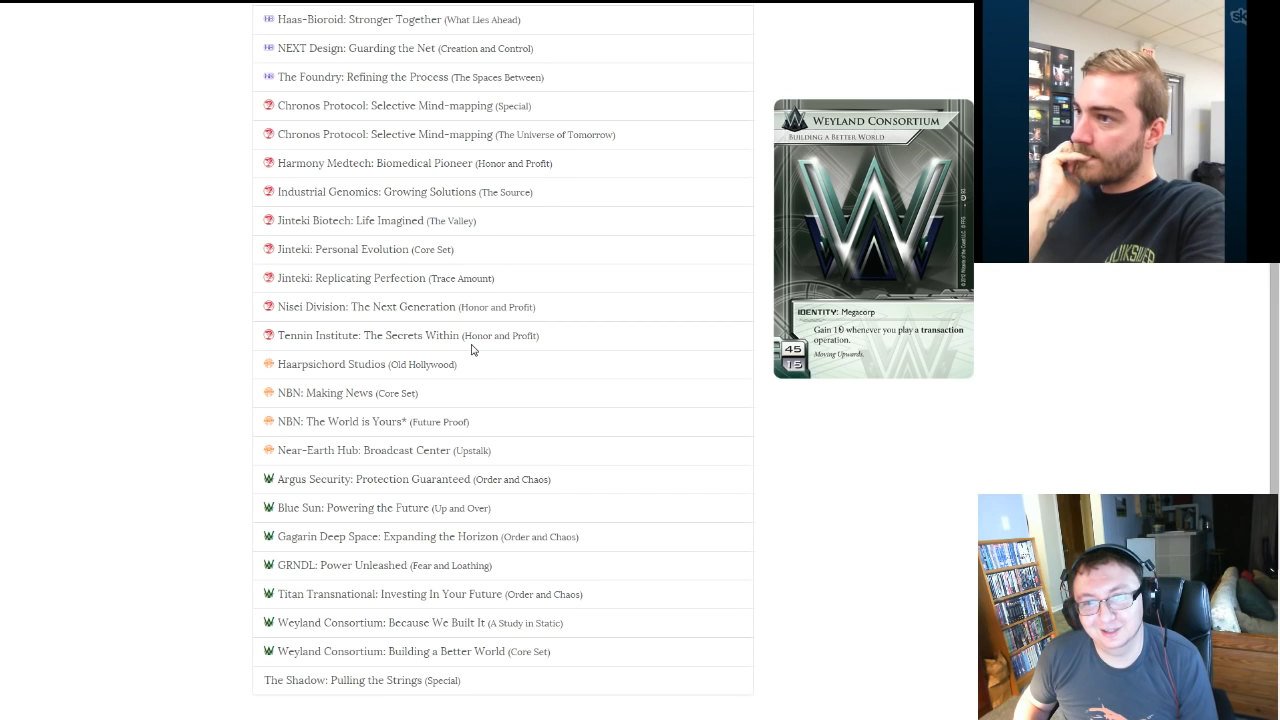 Haas-Bioroid: Stronger Together (What Lies Ahead)
NEXT Design: Guarding the Net (Creation and Control)
The Foundry: Refining the Process (The Spaces Between)
Chronos Protocol: Selective Mind-mapping (Special)
Chronos Protocol: Selective Mind-mapping (The Universe of Tomorrow)
Harmony Medtech: Biomedical Pioneer (Honor and Profit)
Industrial Genomics: Growing Solutions (The Source)
Jinteki Biotech: Life Imagined (The Valley)
Jinteki: Personal Evolution (Core Set)
Jinteki: Replicating Perfection (Trace Amount)
Nisei Division: The Next Generation (Honor and Profit)
Tennin Institute: The Secrets Within (Honor and Profit)
Haarpsichord Studios (Old Hollywood)
NBN: Making News (Core Set)
NBN: The World is Yours* (Future Proof)
Near-Earth Hub: Broadcast Center (Upstalk)
Argus Security: Protection Guaranteed (Order and Chaos)
Blue Sun: Powering the Future (Up and Over)
Gagarin Deep Space: Expanding the Horizon (Order and Chaos)
GRNDL: Power Unleashed (Fear and Loathing)
Titan Transnational: Investing In Your Future (Order and Chaos)
Weyland Consortium: Because We Built It (A Study in Static)
Weyland Consortium: Building a Better World (Core Set)
The Shadow: Pulling the Strings (Special)
WEYLAND CONSORTIUM
BUILDING A BETTER WORLD
IDENTITY: Megacorp
Gain 1 whenever you play a transaction
operation.
Moving Upwards.
45
15
QUIKSILVER